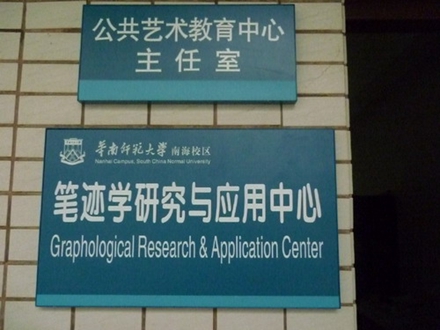 公共艺术教育中心
主任室
华南师范大学 南海校区
Nanhai Campus, South China Normal University
笔迹学研究与应用中心
Graphological Research & Application Center